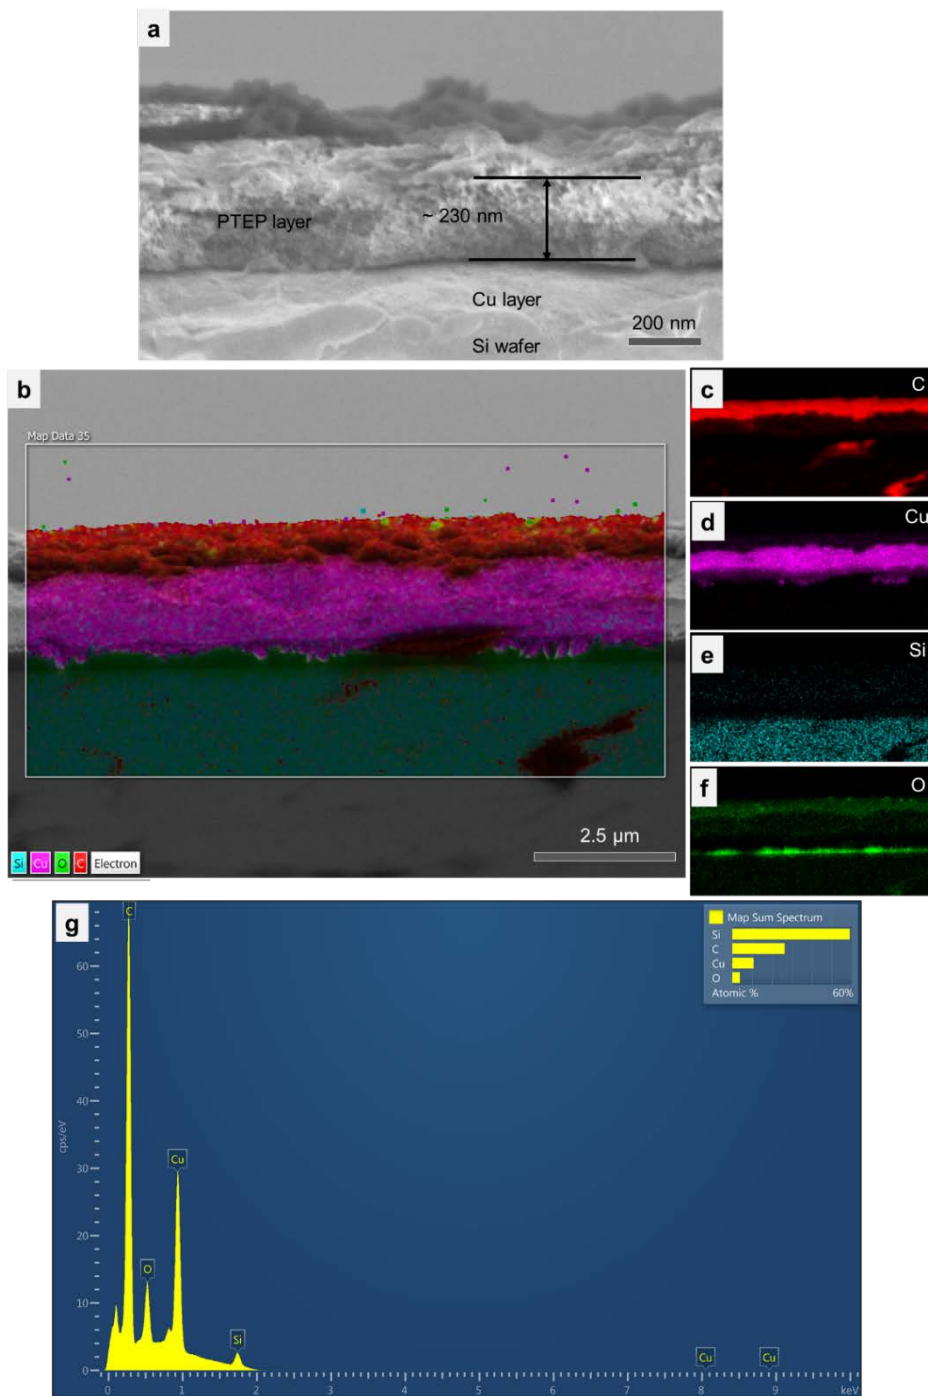 a
PTEP layer
~ 230 nm
Cu layer
Si wafer
200 nm
b
Map Data 35
Si Cu O C Electron
2.5 µm
c
C
d
Cu
e
Si
f
O
g
Map Sum Spectrum
Si
C
Cu
O
Atomic % 60%
C
Cu
O
Si
Cu
Cu
cps/eV
60
50
40
30
20
10
0
0 1 2 3 4 5 6 7 8 9 keV